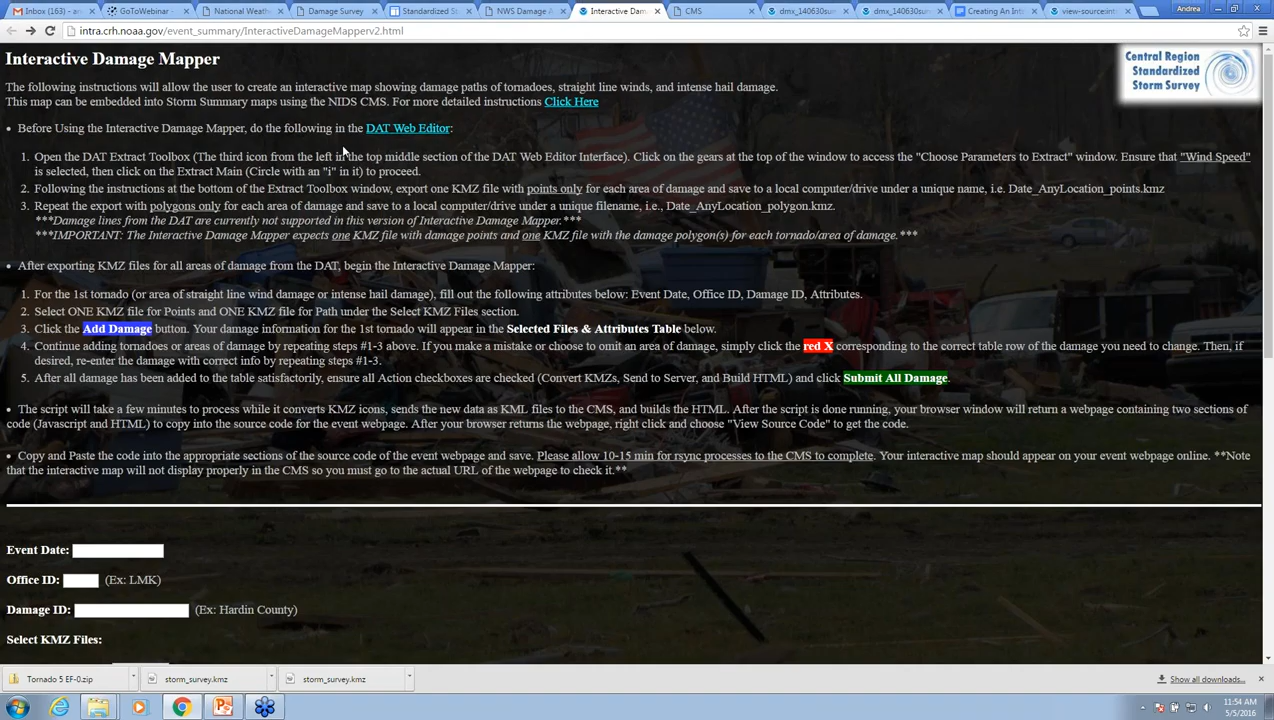 Inbox (163) - an
GoToWebinar -
National Weath
Damage Survey
Standardized St
NWS Damage A
Interactive Dam
CMS
dmx_140630sur
dmx_140630sur
Creating An Inte
view-source:inte
Andrea
intra.crh.noaa.gov/event_summary/InteractiveDamageMapperv2.html
Interactive Damage Mapper
Central Region
Standardized
Storm Survey
The following instructions will allow the user to create an interactive map showing damage paths of tornadoes, straight line winds, and intense hail damage.
This map can be embedded into Storm Summary maps using the NIDS CMS. For more detailed instructions Click Here
• Before Using the Interactive Damage Mapper, do the following in the DAT Web Editor:
1. Open the DAT Extract Toolbox (The third icon from the left in the top middle section of the DAT Web Editor Interface). Click on the gears at the top of the window to access the "Choose Parameters to Extract" window. Ensure that "Wind Speed"
is selected, then click on the Extract Main (Circle with an "i" in it) to proceed.
2. Following the instructions at the bottom of the Extract Toolbox window, export one KMZ file with points only for each area of damage and save to a local computer/drive under a unique name, i.e. Date_AnyLocation_points.kmz
3. Repeat the export with polygons only for each area of damage and save to a local computer/drive under a unique filename, i.e., Date_AnyLocation_polygon.kmz.
***Damage lines from the DAT are currently not supported in this version of Interactive Damage Mapper.***
***IMPORTANT: The Interactive Damage Mapper expects one KMZ file with damage points and one KMZ file with the damage polygon(s) for each tornado/area of damage.***
• After exporting KMZ files for all areas of damage from the DAT, begin the Interactive Damage Mapper:
1. For the 1st tornado (or area of straight line wind damage or intense hail damage), fill out the following attributes below: Event Date, Office ID, Damage ID, Attributes.
2. Select ONE KMZ file for Points and ONE KMZ file for Path under the Select KMZ Files section.
3. Click the Add Damage button. Your damage information for the 1st tornado will appear in the Selected Files & Attributes Table below.
4. Continue adding tornadoes or areas of damage by repeating steps #1-3 above. If you make a mistake or choose to omit an area of damage, simply click the red X corresponding to the correct table row of the damage you need to change. Then, if
desired, re-enter the damage with correct info by repeating steps #1-3.
5. After all damage has been added to the table satisfactorily, ensure all Action checkboxes are checked (Convert KMZs, Send to Server, and Build HTML) and click Submit All Damage.
• The script will take a few minutes to process while it converts KMZ icons, sends the new data as KML files to the CMS, and builds the HTML. After the script is done running, your browser window will return a webpage containing two sections of
code (Javascript and HTML) to copy into the source code for the event webpage. After your browser returns the webpage, right click and choose "View Source Code" to get the code.
• Copy and Paste the code into the appropriate sections of the source code of the event webpage and save. Please allow 10-15 min for rsync processes to the CMS to complete. Your interactive map should appear on your event webpage online. **Note
that the interactive map will not display properly in the CMS so you must go to the actual URL of the webpage to check it.**
Event Date:
Office ID: (Ex: LMK)
Damage ID: (Ex: Hardin County)
Select KMZ Files:
Tornado 5 EF-0.zip
storm_survey.kmz
storm_survey.kmz
Show all downloads...
11:54 AM
5/5/2016